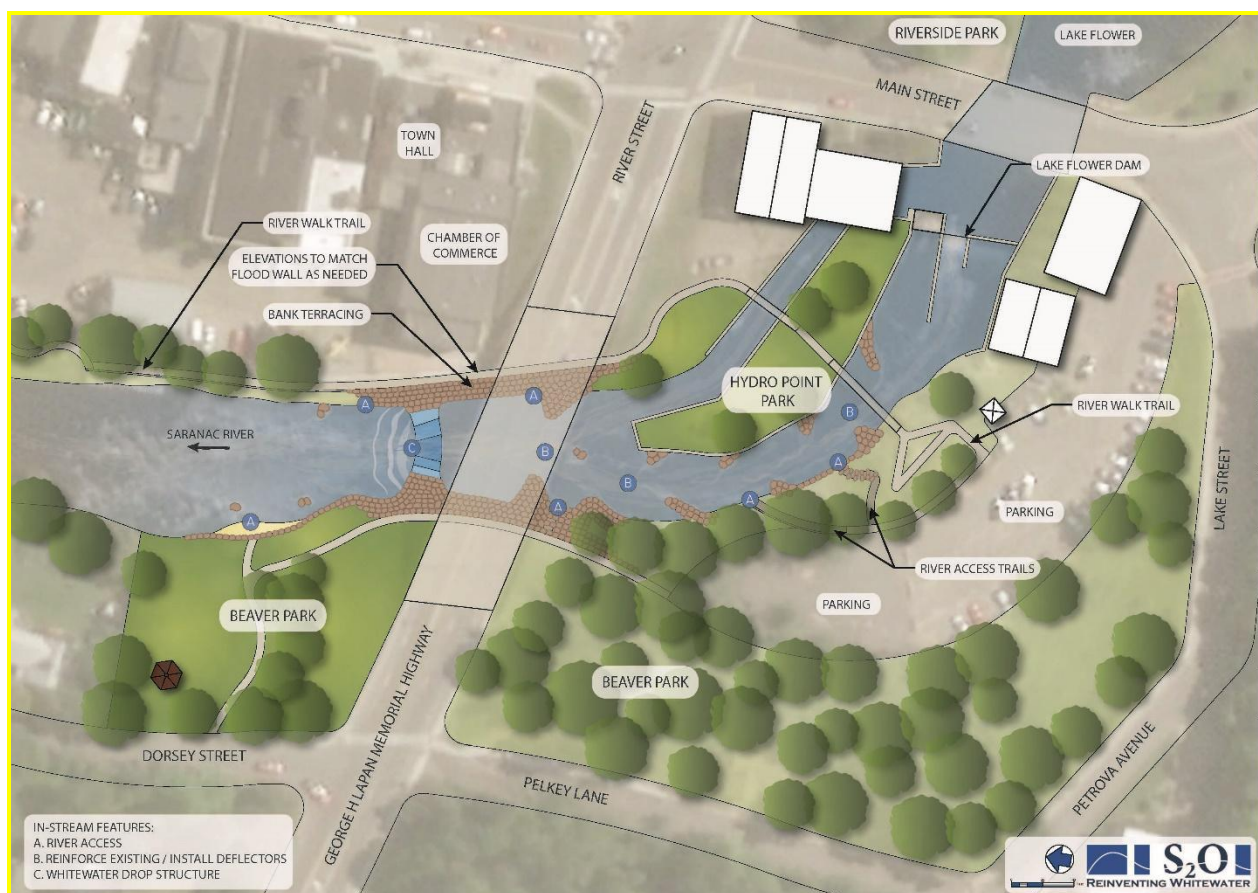 RIVERSIDE PARK
LAKE FLOWER
MAIN STREET
RIVER STREET
TOWN
HALL
LAKE FLOWER DAM
RIVER WALK TRAIL
CHAMBER OF
COMMERCE
ELEVATIONS TO MATCH
FLOOD WALL AS NEEDED
BANK TERRACING
HYDRO POINT
PARK
RIVER WALK TRAIL
A
A
B
SARANAC RIVER
C
B
A
B
A
A
A
PARKING
LAKE STREET
RIVER ACCESS TRAILS
BEAVER PARK
PARKING
BEAVER PARK
DORSEY STREET
GEORGE H LAPAN MEMORIAL HIGHWAY
PELKEY LANE
PETROVA AVENUE
IN-STREAM FEATURES:
A. RIVER ACCESS
B. REINFORCE EXISTING / INSTALL DEFLECTORS
C. WHITEWATER DROP STRUCTURE
S2O
REINVENTING WHITEWATER